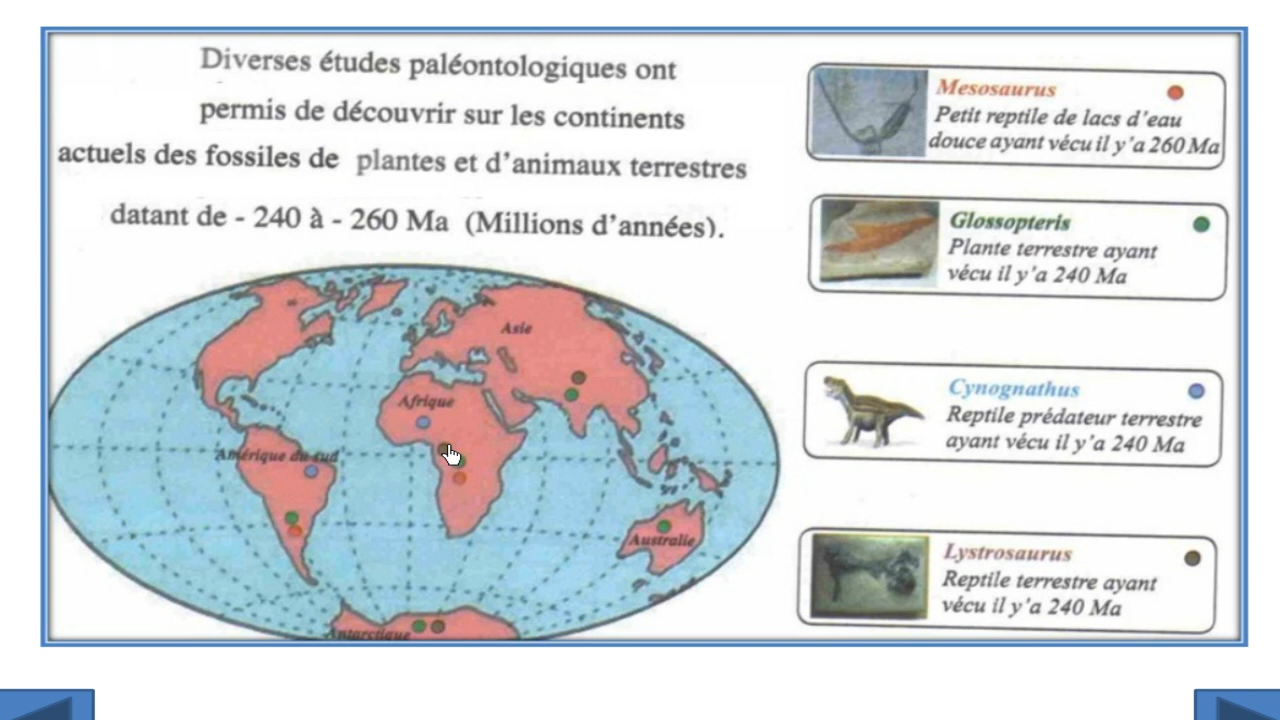 Diverses études paléontologiques ont
permis de découvrir sur les continents
actuels des fossiles de plantes et d'animaux terrestres
datant de - 240 à - 260 Ma (Millions d'années).
Mesosaurus
Petit reptile de lacs d'eau
douce ayant vécu il y'a 260 Ma
Glossopteris
Plante terrestre ayant
vécu il y'a 240 Ma
Cynognathus
Reptile prédateur terrestre
ayant vécu il y'a 240 Ma
Lystrosaurus
Reptile terrestre ayant
vécu il y'a 240 Ma
Asie
Afrique
Amérique du sud
Australie
Antarctique